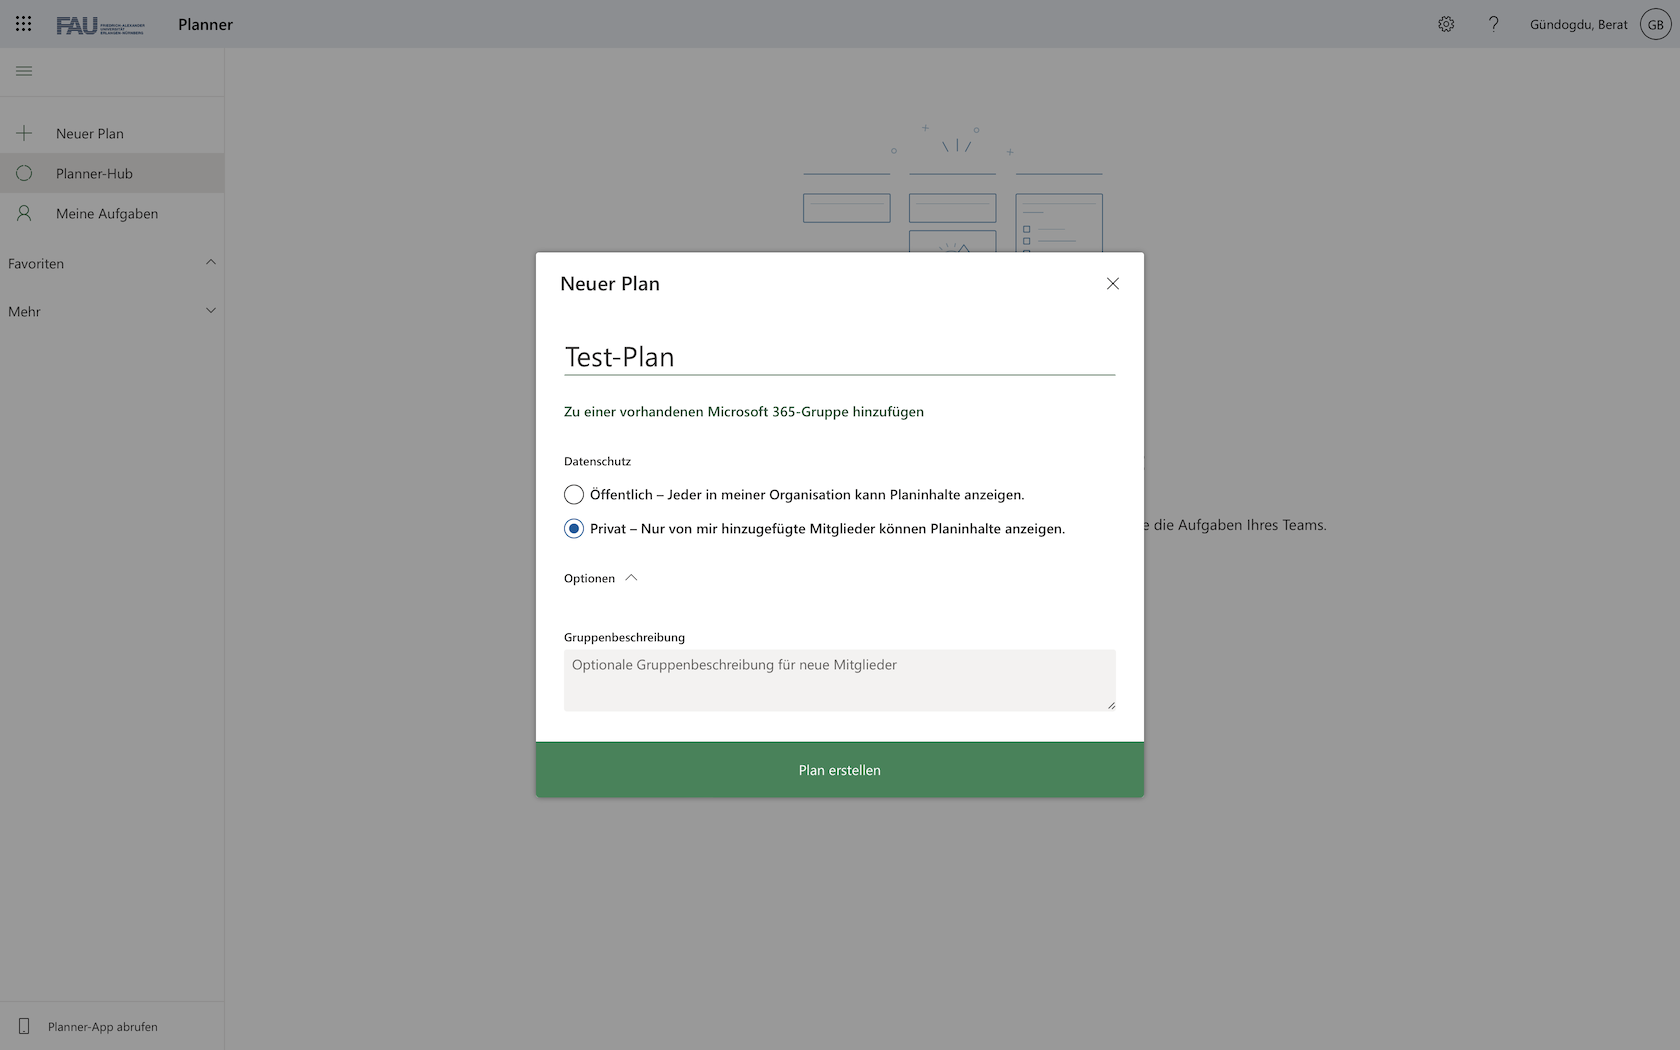 FAU FRIEDRICH-ALEXANDER
UNIVERSITÄT
ERLANGEN-NÜRNBERG
Planner
Gündogdu, Berat
GB
Neuer Plan
Planner-Hub
Meine Aufgaben
Favoriten
Mehr
Planner-App abrufen
e die Aufgaben Ihres Teams.
Neuer Plan
Test-Plan
Zu einer vorhandenen Microsoft 365-Gruppe hinzufügen
Datenschutz
Öffentlich – Jeder in meiner Organisation kann Planinhalte anzeigen.
Privat – Nur von mir hinzugefügte Mitglieder können Planinhalte anzeigen.
Optionen
Gruppenbeschreibung
Optionale Gruppenbeschreibung für neue Mitglieder
Plan erstellen